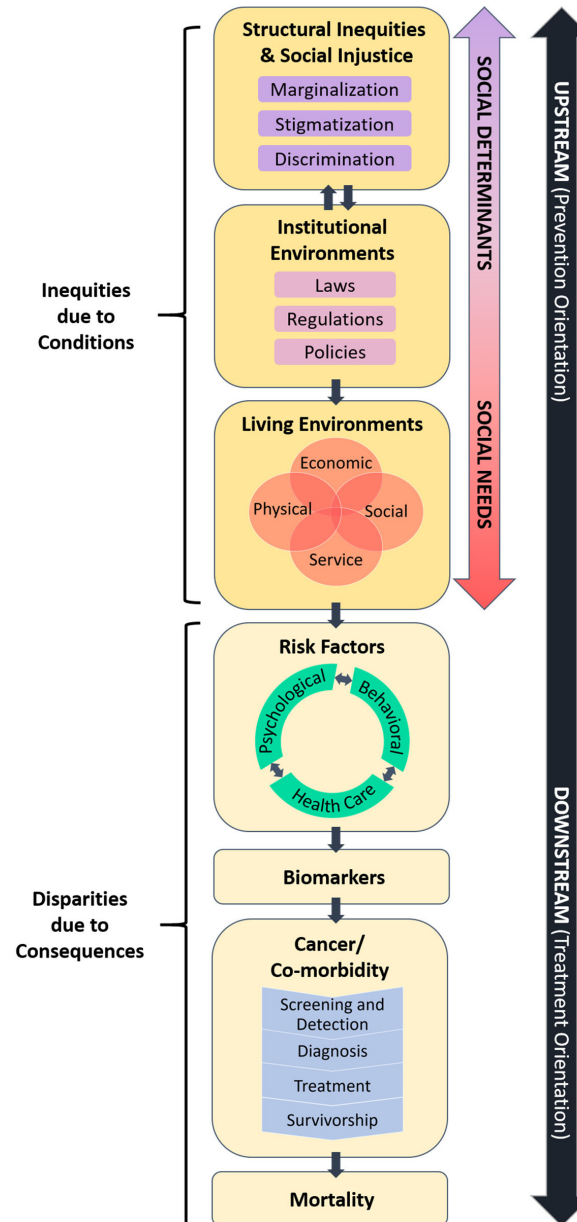 Structural Inequities
& Social Injustice
Marginalization
Stigmatization
Discrimination
Institutional
Environments
Laws
Regulations
Policies
Inequities
due to
Conditions
Living Environments
Economic
Physical
Social
Service
SOCIAL DETERMINANTS
SOCIAL NEEDS
UPSTREAM (Prevention Orientation)
Risk Factors
Psychological
Behavioral
Health Care
Biomarkers
Disparities
due to
Consequences
Cancer/
Co-morbidity
Screening and
Detection
Diagnosis
Treatment
Survivorship
Mortality
DOWNSTREAM (Treatment Orientation)